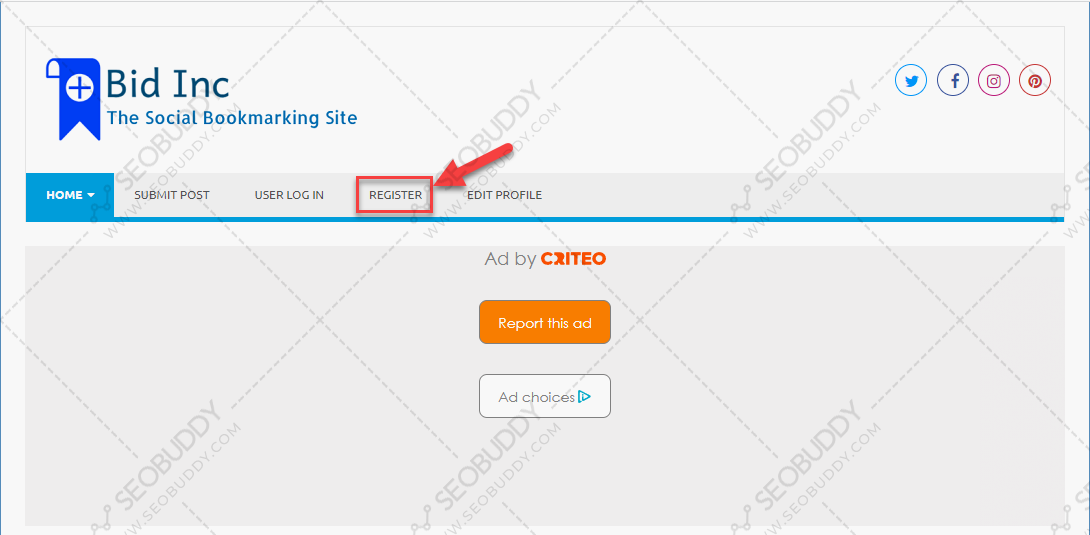 Bid Inc
The Social Bookmarking Site
HOME SUBMIT POST USER LOG IN REGISTER EDIT PROFILE
Ad by CRITEO
Report this ad
Ad choices
SEOBUDDY
WWW.SEOBUDDY.COM